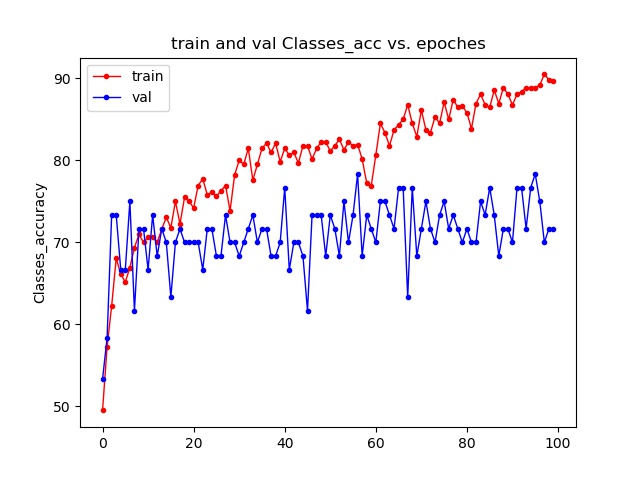 train and val Classes_acc vs. epoches
train
val
Classes_accuracy
90
80
70
60
50
0 20 40 60 80 100